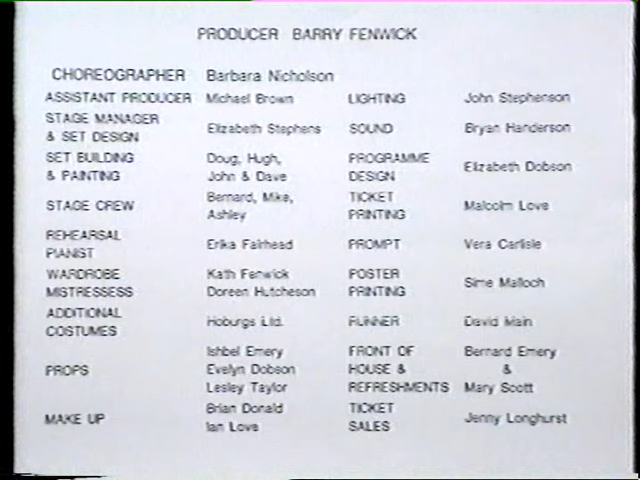 PRODUCER BARRY FENWICK
CHOREOGRAPHER Barbara Nicholson
ASSISTANT PRODUCER Michael Brown LIGHTING John Stephenson
STAGE MANAGER
& SET DESIGN Elizabeth Stephens SOUND Bryan Handerson
SET BUILDING Doug, Hugh, PROGRAMME
& PAINTING John & Dave DESIGN Elizabeth Dobson
STAGE CREW Bernard, Mike, TICKET
Ashley PRINTING Malcolm Love
REHEARSAL
PIANIST Erika Fairhead PROMPT Vera Carlisle
WARDROBE Kath Fenwick POSTER
MISTRESSESS Doreen Hutcheson PRINTING Sime Malloch
ADDITIONAL
COSTUMES Hoburgs Ltd. RUNNER David Main
Ishbel Emery FRONT OF Bernard Emery
PROPS Evelyn Dobson HOUSE & &
Lesley Taylor REFRESHMENTS Mary Scott
MAKE UP Brian Donald TICKET
Ian Love SALES Jenny Longhurst